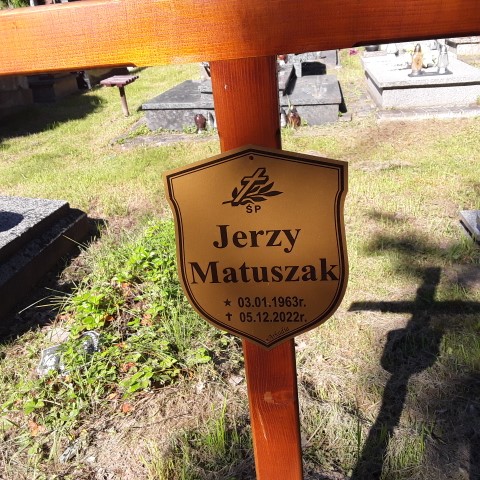 ŚP
Jerzy
Matuszak
★ 03.01.1963r.
✝ 05.12.2022r.